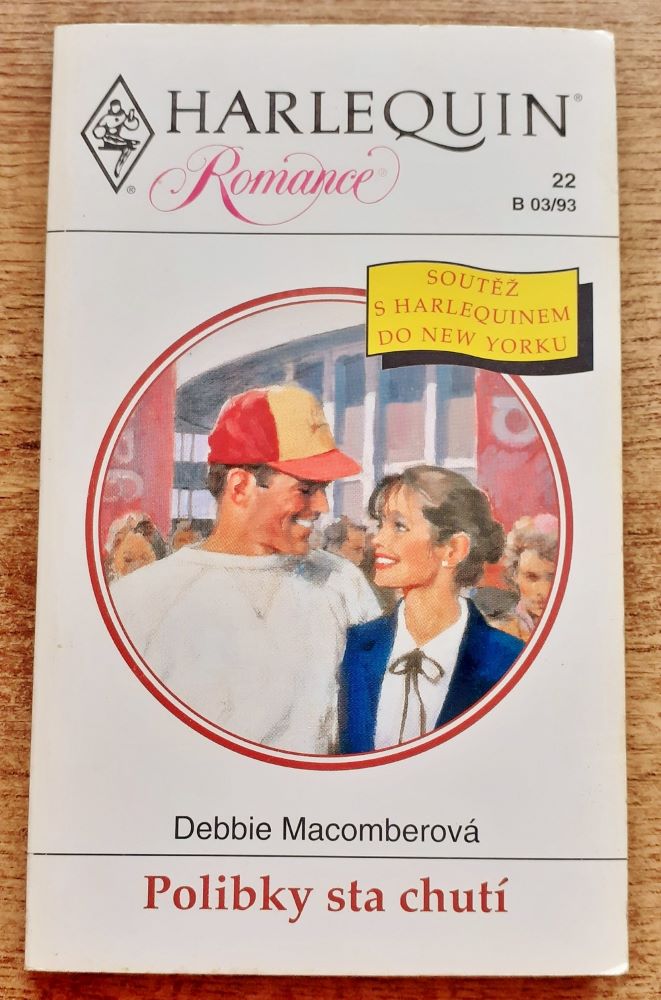 HARLEQUIN®
Romance®
®
22
B 03/93
SOUTĚŽ
S HARLEQUINEM
DO NEW YORKU
Debbie Macomberová
Polibky sta chutí